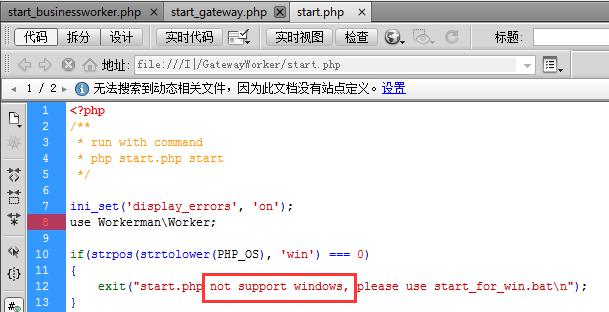 start_businessworker.php × start_gateway.php × start.php ×
代码 拆分 设计 实时代码 实时视图 检查 标题:
地址: file:///I|/GatewayWorker/start.php
1 / 2 无法搜索到动态相关文件，因为此文档没有站点定义。设置
1 <?php
2 /**
3 * run with command
4 * php start.php start
5 */
6
7 ini_set('display_errors', 'on');
8 use Workerman\Worker;
9
10 if(strpos(strtolower(PHP_OS), 'win') === 0)
11 {
12 exit("start.php not support windows, please use start_for_win.bat\n");
13 }